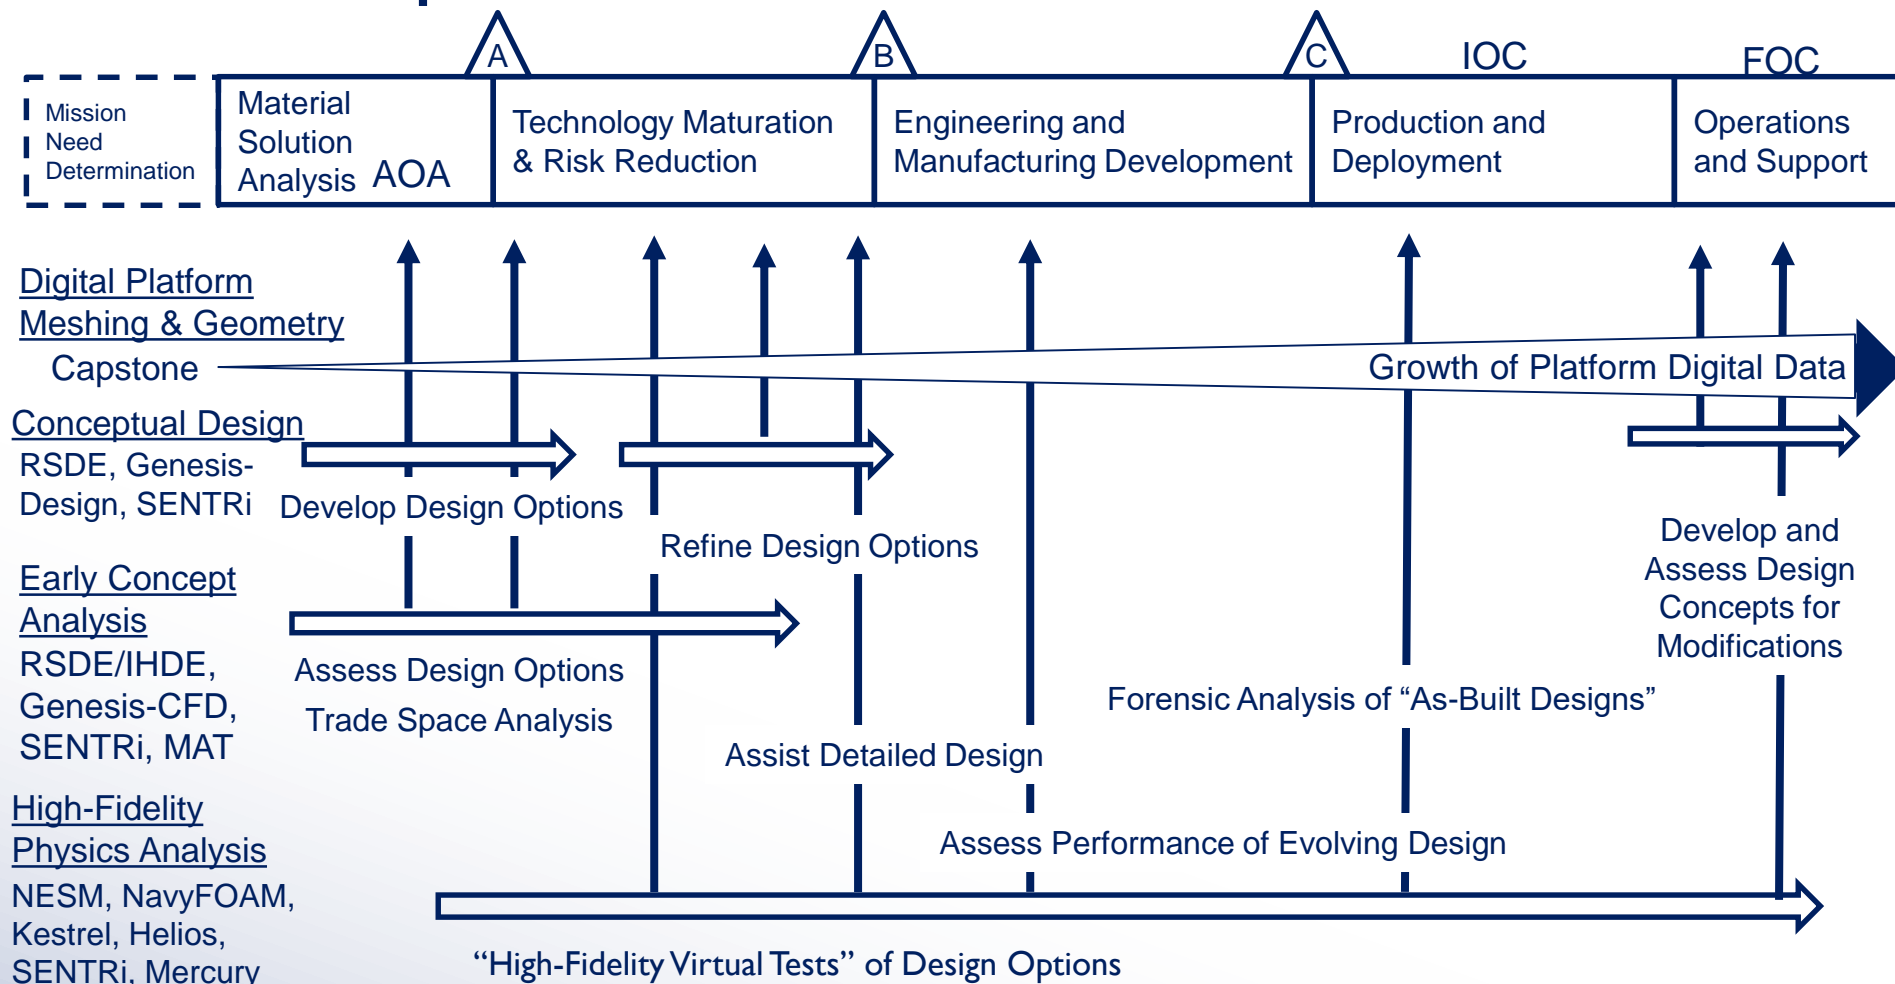 A
B
C
IOC
FOC
Mission
Need
Determination
Material
Solution
Analysis AOA
Technology Maturation
& Risk Reduction
Engineering and
Manufacturing Development
Production and
Deployment
Operations
and Support
Digital Platform
Meshing & Geometry
Capstone
Growth of Platform Digital Data
Conceptual Design
RSDE, Genesis-
Design, SENTRi
Develop Design Options
Refine Design Options
Develop and
Assess Design
Concepts for
Modifications
Early Concept
Analysis
RSDE/IHDE,
Genesis-CFD,
SENTRi, MAT
Assess Design Options
Trade Space Analysis
Forensic Analysis of “As-Built Designs”
Assist Detailed Design
High-Fidelity
Physics Analysis
NESM, NavyFOAM,
Kestrel, Helios,
SENTRi, Mercury
Assess Performance of Evolving Design
“High-Fidelity Virtual Tests” of Design Options